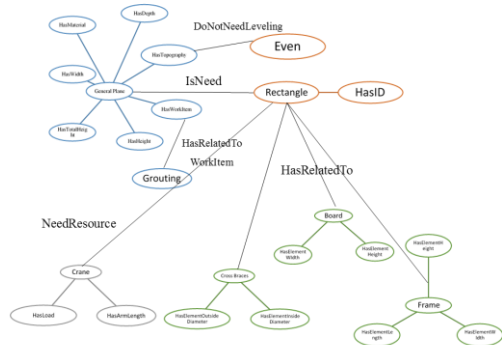 HasDepth
HasMaterial
DoNotNeedLeveling
HasTopography
Even
HasWidth
IsNeed
General Plane
Rectangle
HasID
HasWorkItem
HasTotalHeig
ht
HasHeight
HasRelatedTo
WorkItem
HasRelatedTo
Grouting
NeedResource
Board
HasElement
Width
HasElement
Height
HasElementH
eight
Crane
Cross Braces
Frame
HasLoad
HasArmLength
HasElementOutside
Diameter
HasElementInside
Diameter
HasElementLe
ngth
HasElementW
idth